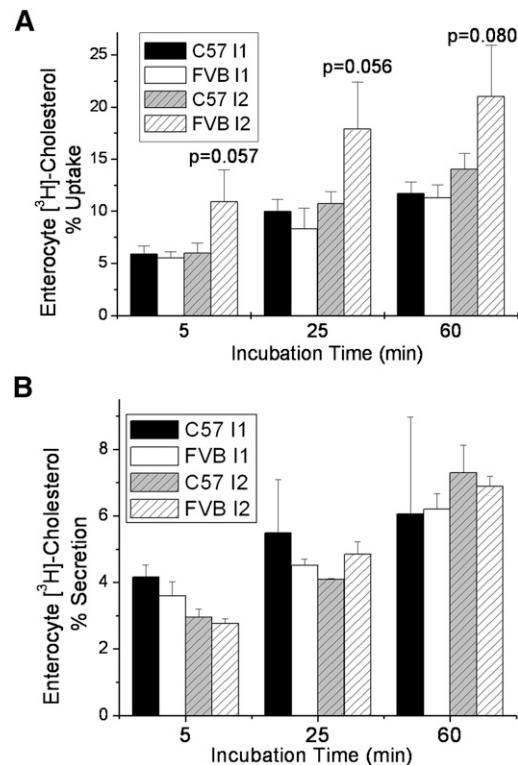 A
C57 I1
FVB I1
C57 I2
FVB I2
p=0.057
p=0.056
p=0.080
Enterocyte [³H]-Cholesterol
% Uptake
25
20
15
10
5
0
5
25
60
Incubation Time (min)
B
C57 I1
FVB I1
C57 I2
FVB I2
Enterocyte [³H]-Cholesterol
% Secretion
8
6
4
2
0
5
25
60
Incubation Time (min)